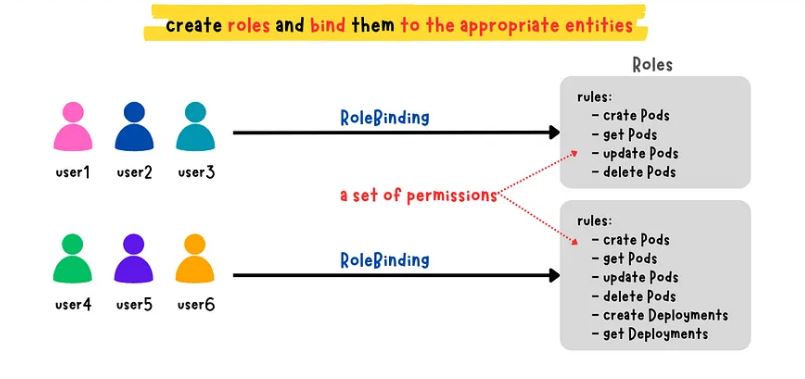 create roles and bind them to the appropriate entities
Roles
RoleBinding
rules:
- crate Pods
- get Pods
- update Pods
- delete Pods
user1 user2 user3
a set of permissions
rules:
- crate Pods
- get Pods
- update Pods
- delete Pods
- create Deployments
- get Deployments
RoleBinding
user4 user5 user6